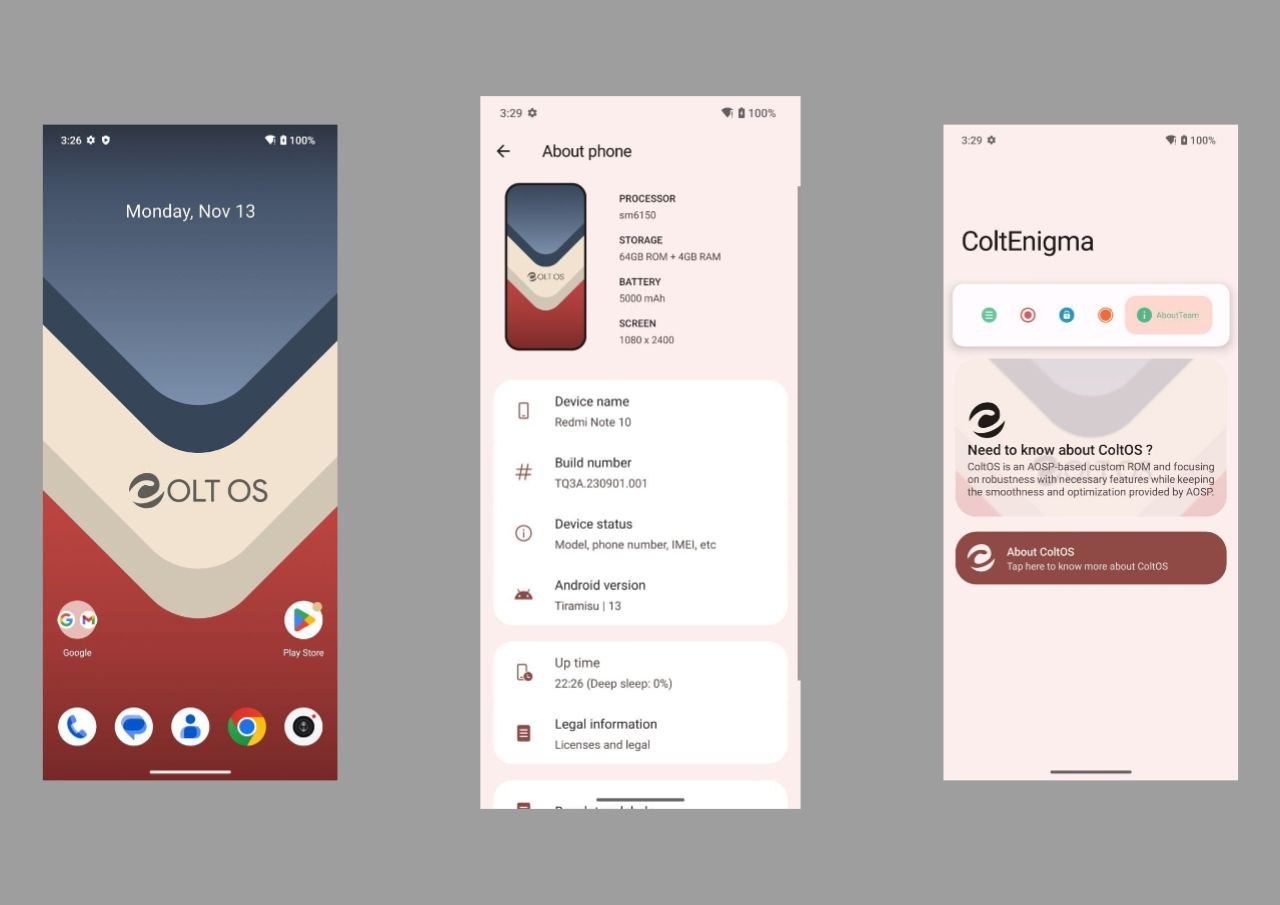 3:26
100%
Monday, Nov 13
OLT OS
Google
Play Store
3:29
100%
About phone
PROCESSOR
sm6150
STORAGE
64GB ROM + 4GB RAM
BATTERY
5000 mAh
SCREEN
1080 x 2400
OLT OS
Device name
Redmi Note 10
Build number
TQ3A.230901.001
Device status
Model, phone number, IMEI, etc
Android version
Tiramisu | 13
Up time
22:26 (Deep sleep: 0%)
Legal information
Licenses and legal
3:29
100%
ColtEnigma
AboutTeam
Need to know about ColtOS ?
ColtOS is an AOSP-based custom ROM and focusing
on robustness with necessary features while keeping
the smoothness and optimization provided by AOSP.
About ColtOS
Tap here to know more about ColtOS